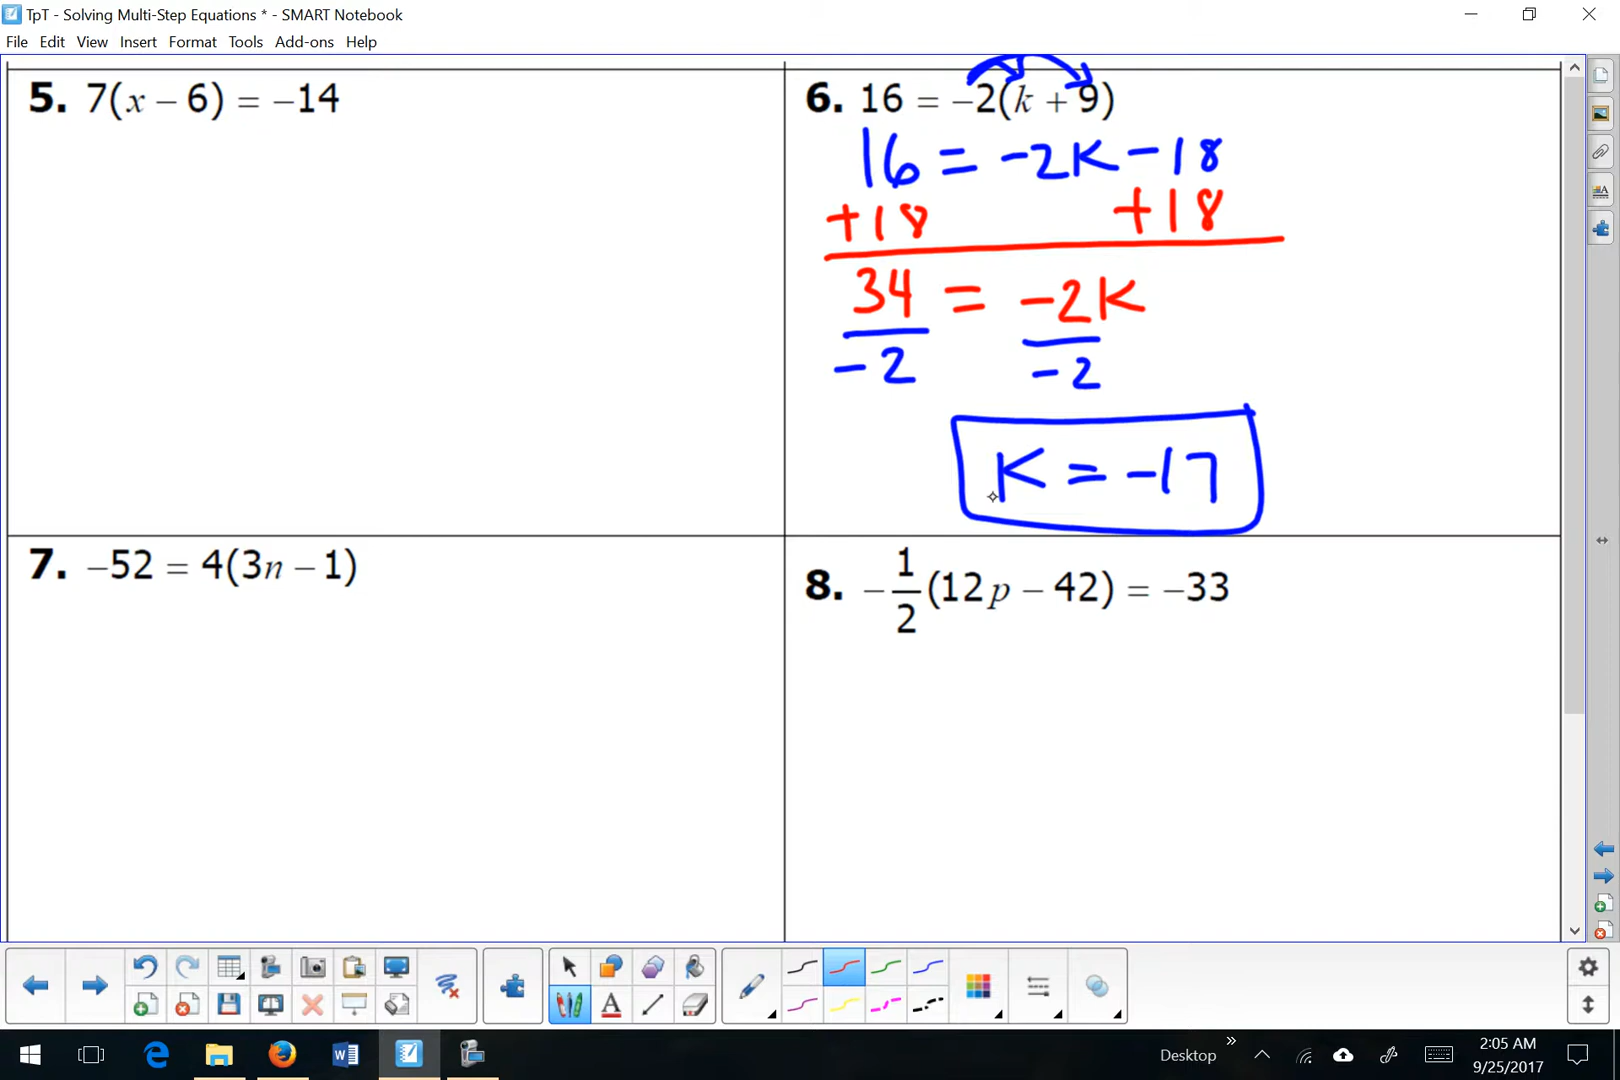 TpT - Solving Multi-Step Equations * - SMART Notebook
File Edit View Insert Format Tools Add-ons Help
5. 7(x − 6) = −14
6. 16 = −2(k + 9)
16 = -2K - 18
+18 +18
34 = -2K
-2 -2
K = -17
7. −52 = 4(3n − 1)
8. −1/2(12p − 42) = −33
A
Desktop
»
2:05 AM
9/25/2017